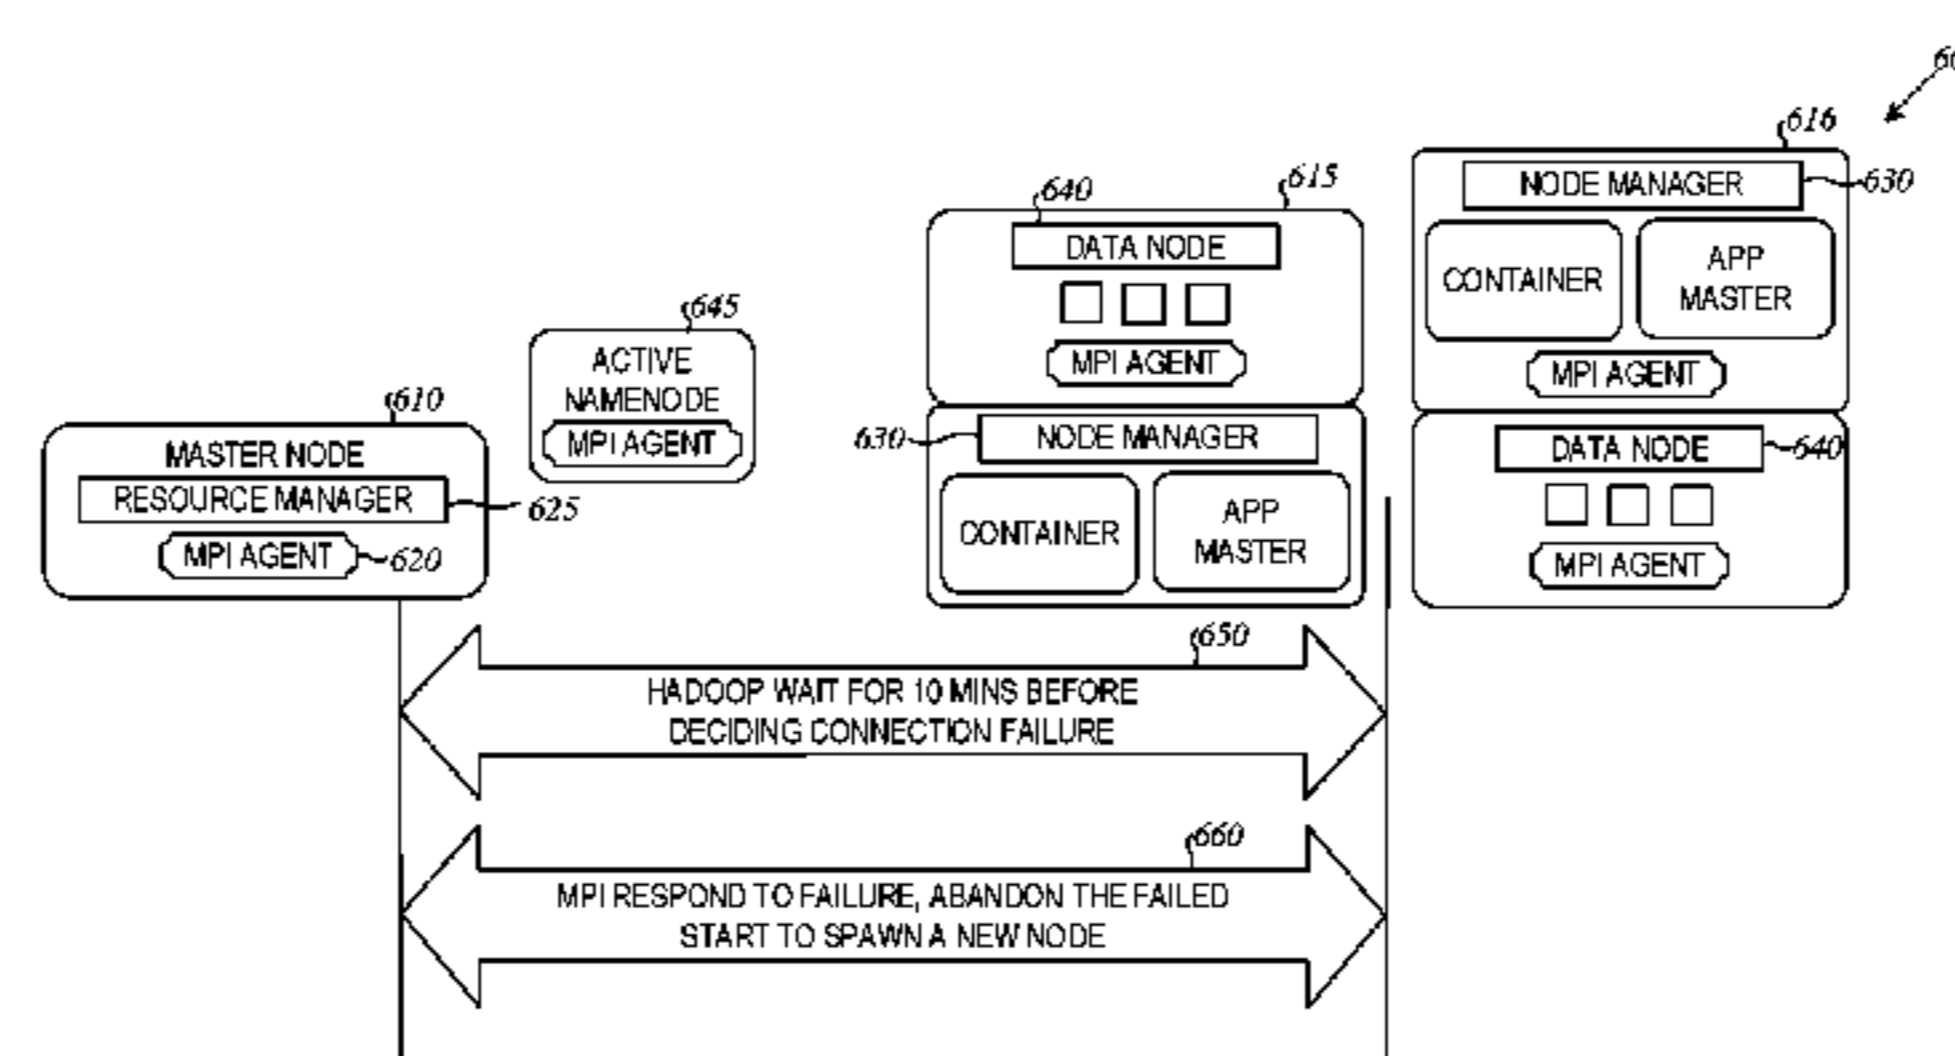 616
NODE MANAGER
630
CONTAINER
APP
MASTER
MPI AGENT
DATA NODE
640
MPI AGENT
615
640
DATA NODE
MPI AGENT
630
NODE MANAGER
CONTAINER
APP
MASTER
645
ACTIVE
NAMENODE
MPI AGENT
610
MASTER NODE
RESOURCE MANAGER
625
MPI AGENT
620
650
HADOOP WAIT FOR 10 MINS BEFORE
DECIDING CONNECTION FAILURE
660
MPI RESPOND TO FAILURE, ABANDON THE FAILED
START TO SPAWN A NEW NODE